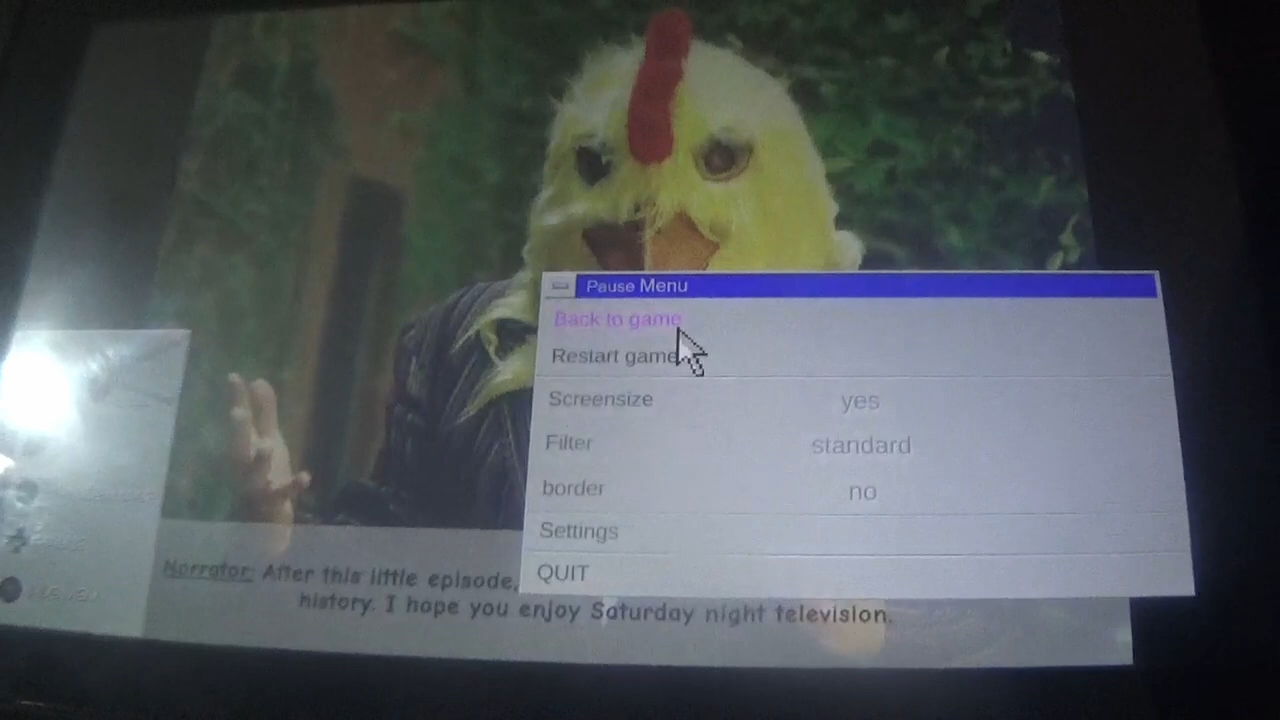 Pause Menu
Back to game
Restart game
Screensize yes
Filter standard
border no
Settings
QUIT
Narrator: After this little episode,
history. I hope you enjoy Saturday night television.